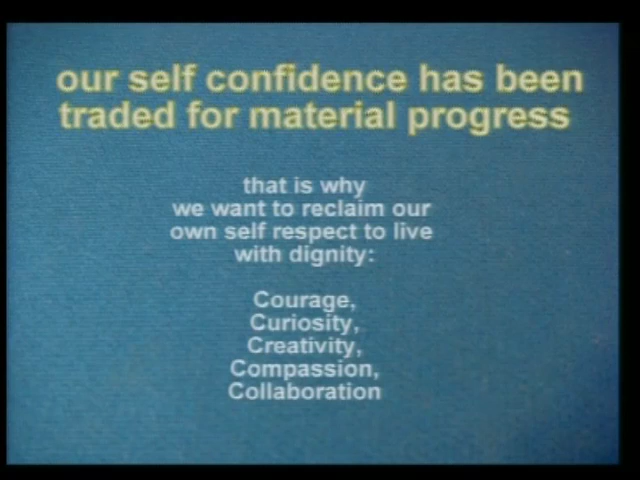 our self confidence has been
traded for material progress
that is why
we want to reclaim our
own self respect to live
with dignity:
Courage,
Curiosity,
Creativity,
Compassion,
Collaboration